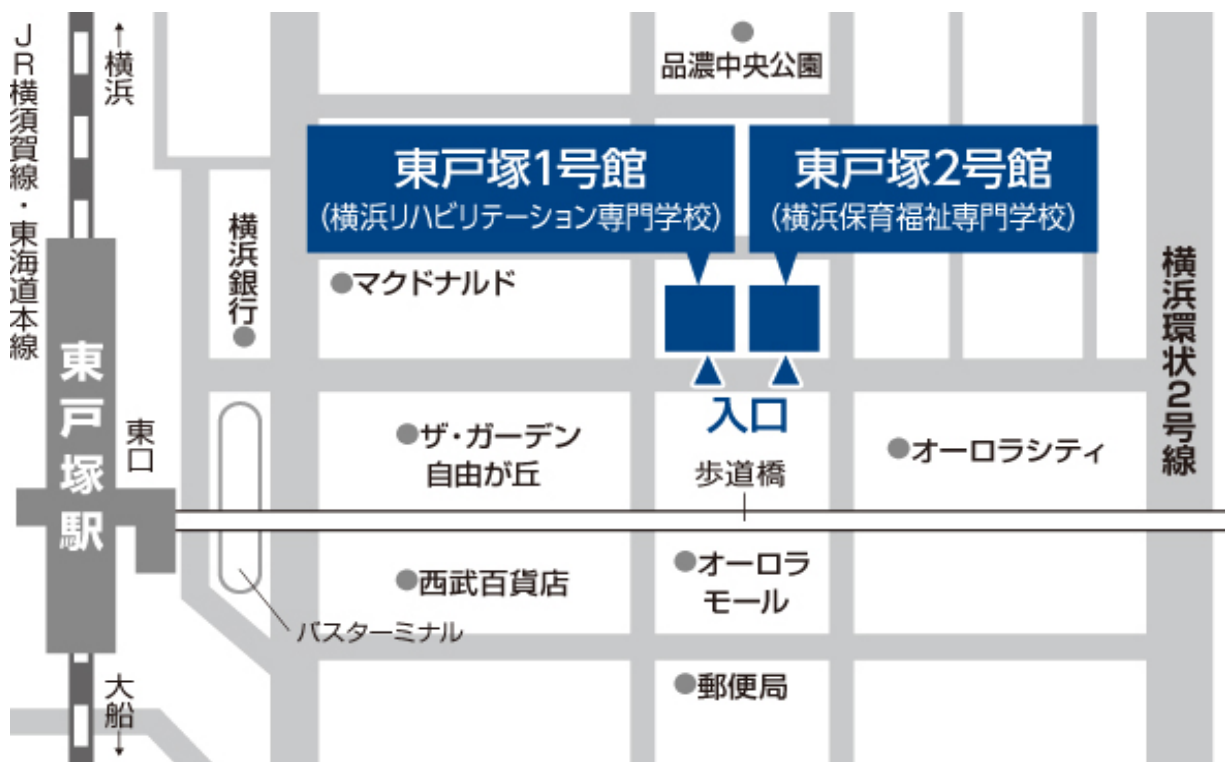 JR横須賀線・東海道本線
↑横浜
品濃中央公園
東戸塚1号館
（横浜リハビリテーション専門学校）
東戸塚2号館
（横浜保育福祉専門学校）
横浜銀行
マクドナルド
横浜環状2号線
東戸塚駅
東口
入口
ザ・ガーデン
自由が丘
歩道橋
オーロラシティ
西武百貨店
オーロラ
モール
バスターミナル
郵便局
大船↓